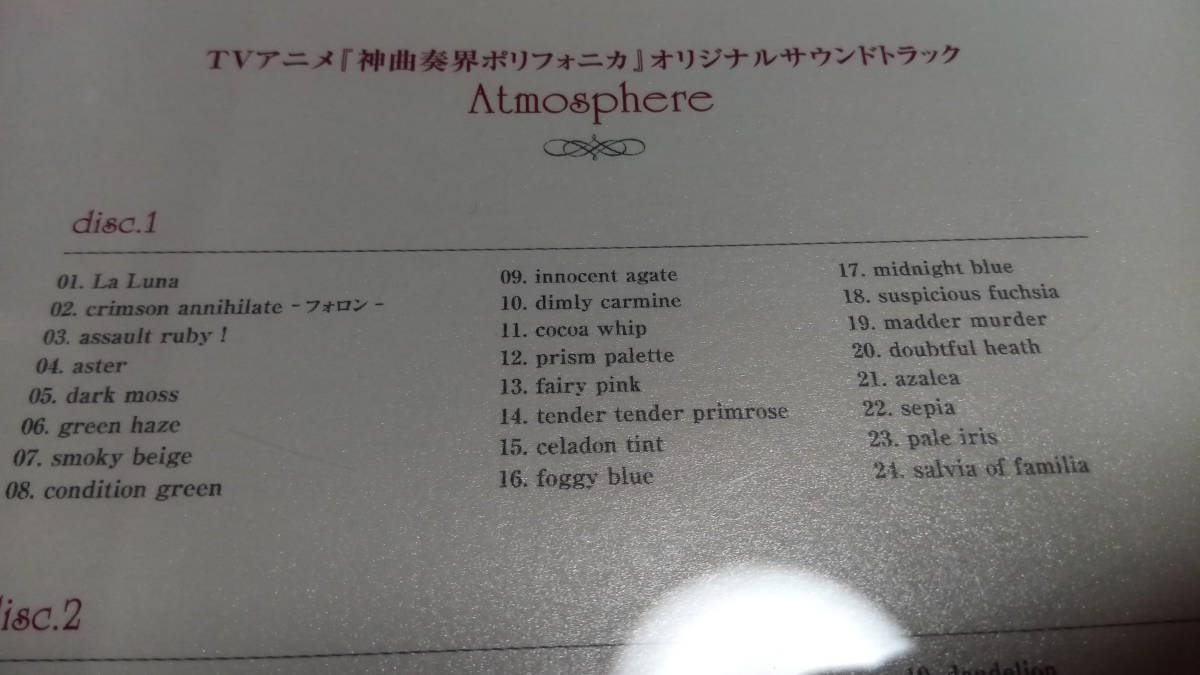 TVアニメ『神曲奏界ポリフォニカ』オリジナルサウンドトラック
Atmosphere
disc.1
01. La Luna
02. crimson annihilate －フォロン－
03. assault ruby !
04. aster
05. dark moss
06. green haze
07. smoky beige
08. condition green
09. innocent agate
10. dimly carmine
11. cocoa whip
12. prism palette
13. fairy pink
14. tender tender primrose
15. celadon tint
16. foggy blue
17. midnight blue
18. suspicious fuchsia
19. madder murder
20. doubtful heath
21. azalea
22. sepia
23. pale iris
24. salvia of familia
disc.2
dandelion